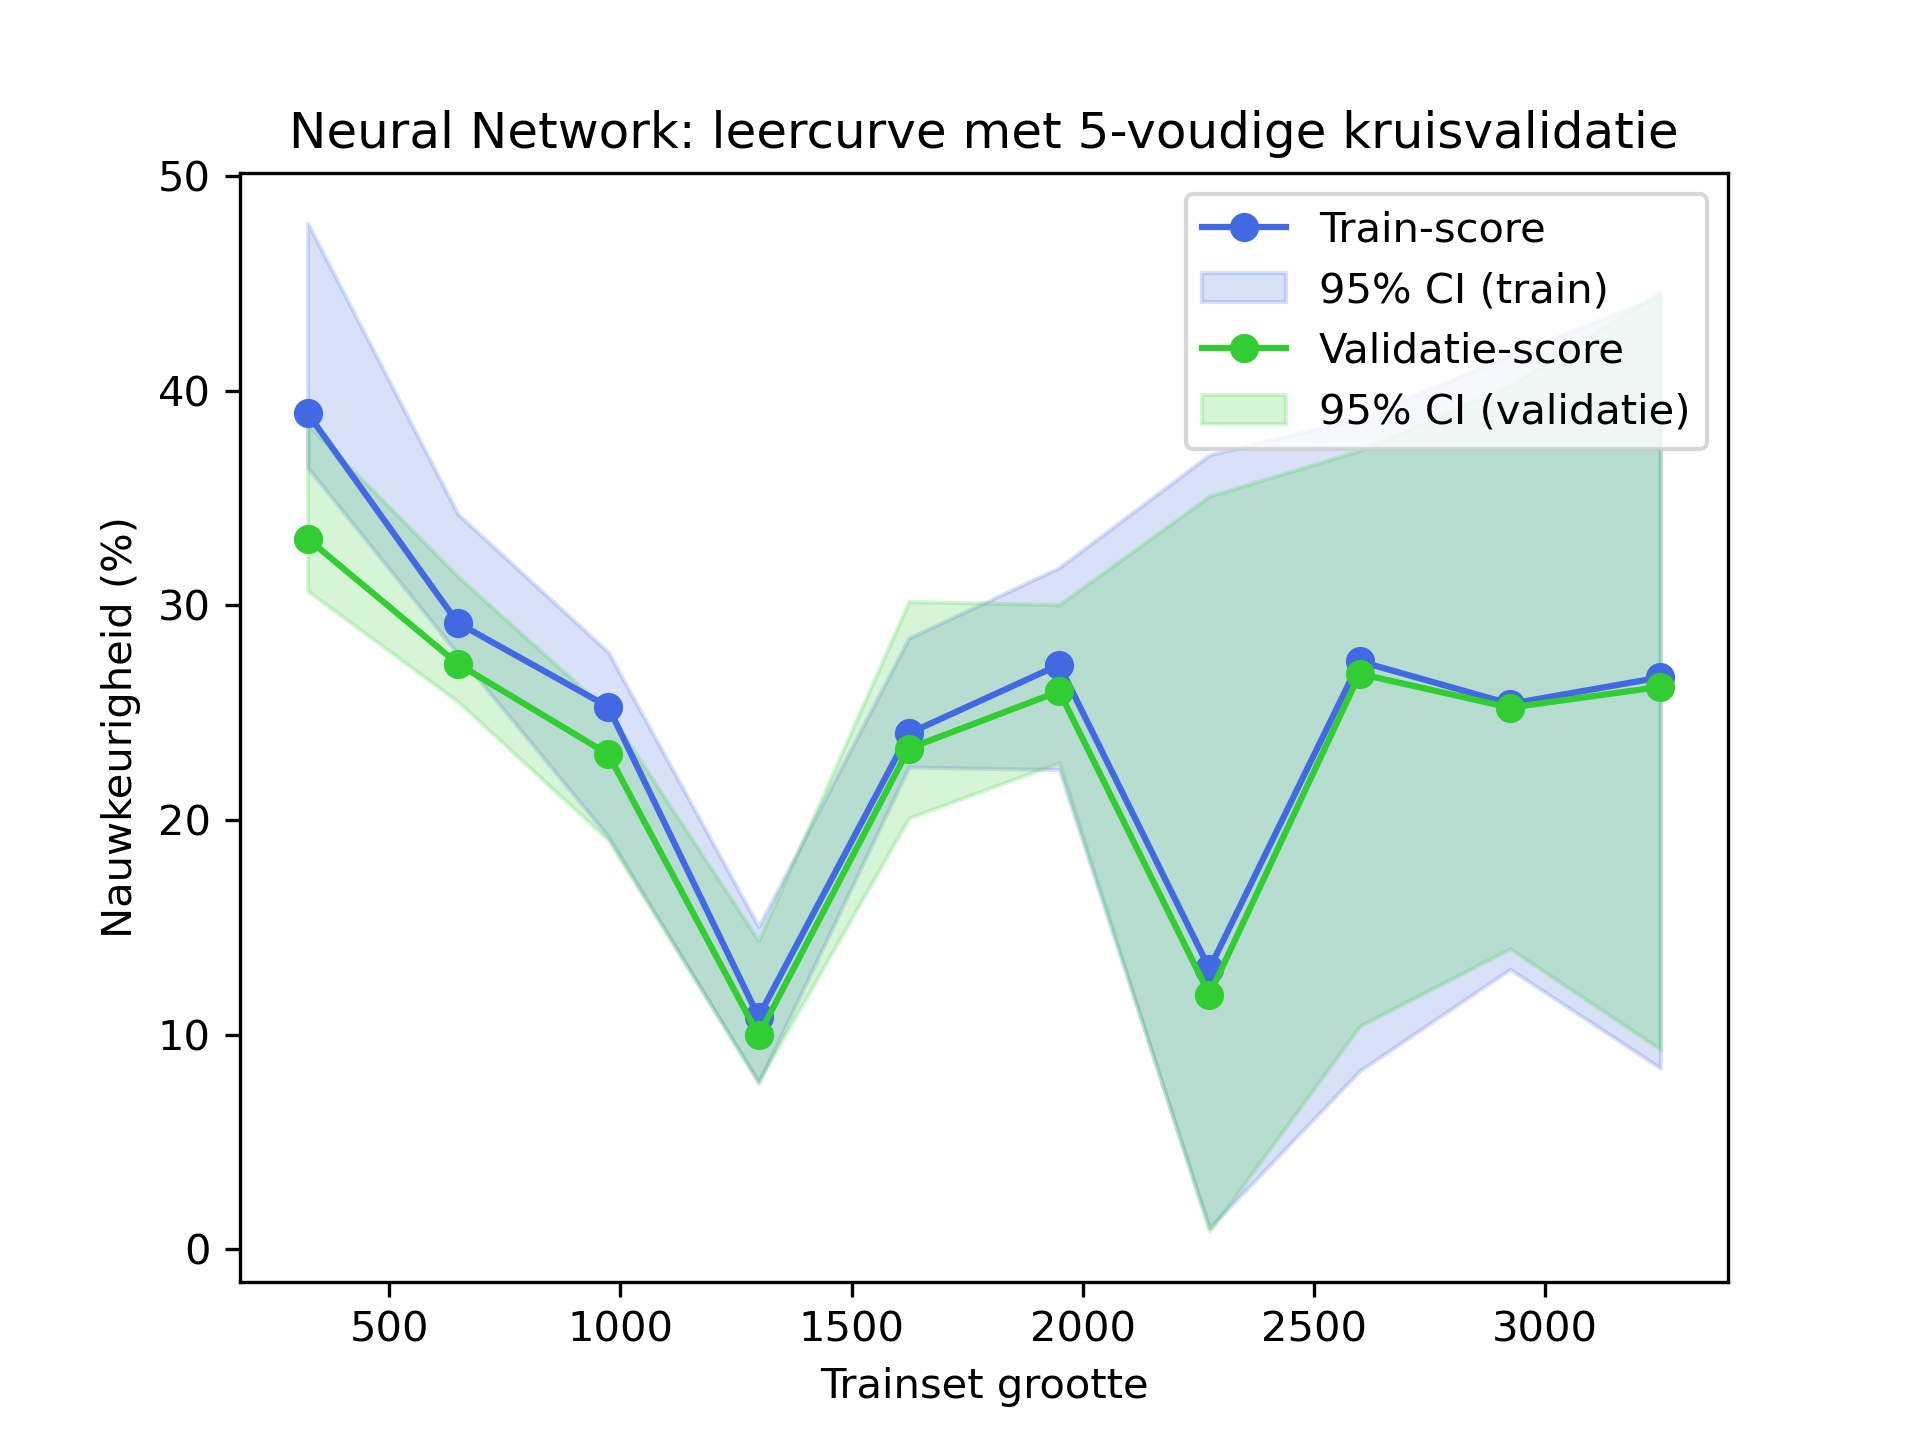 Neural Network: leercurve met 5-voudige kruisvalidatie
50
40
30
20
10
0
Nauwkeurigheid (%)
Train-score
95% CI (train)
Validatie-score
95% CI (validatie)
500 1000 1500 2000 2500 3000
Trainset grootte